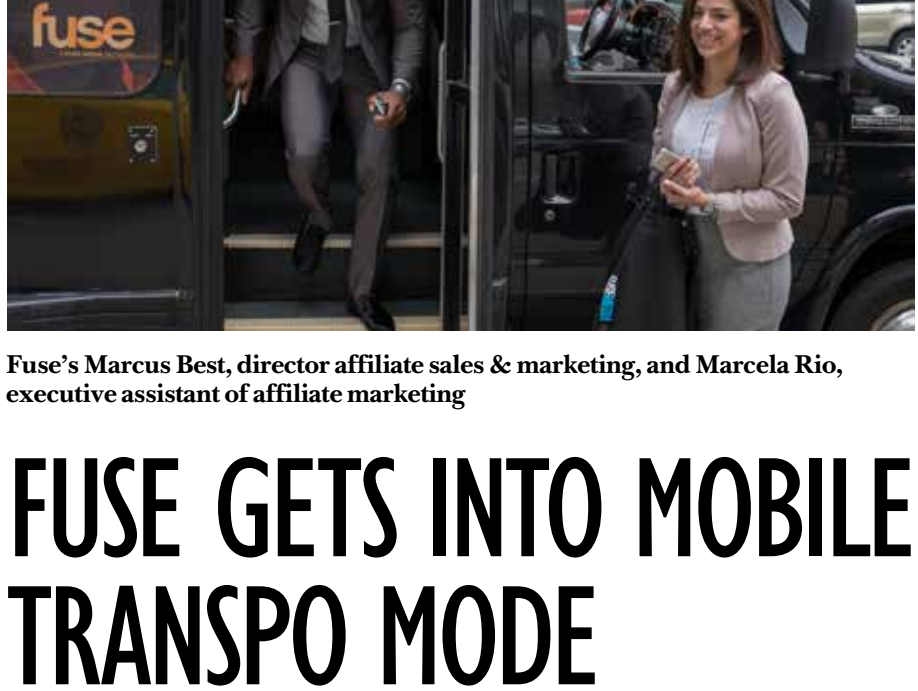 fuse
Fuse's Marcus Best, director affiliate sales & marketing, and Marcela Rio,
executive assistant of affiliate marketing
FUSE GETS INTO MOBILE
TRANSPO MODE